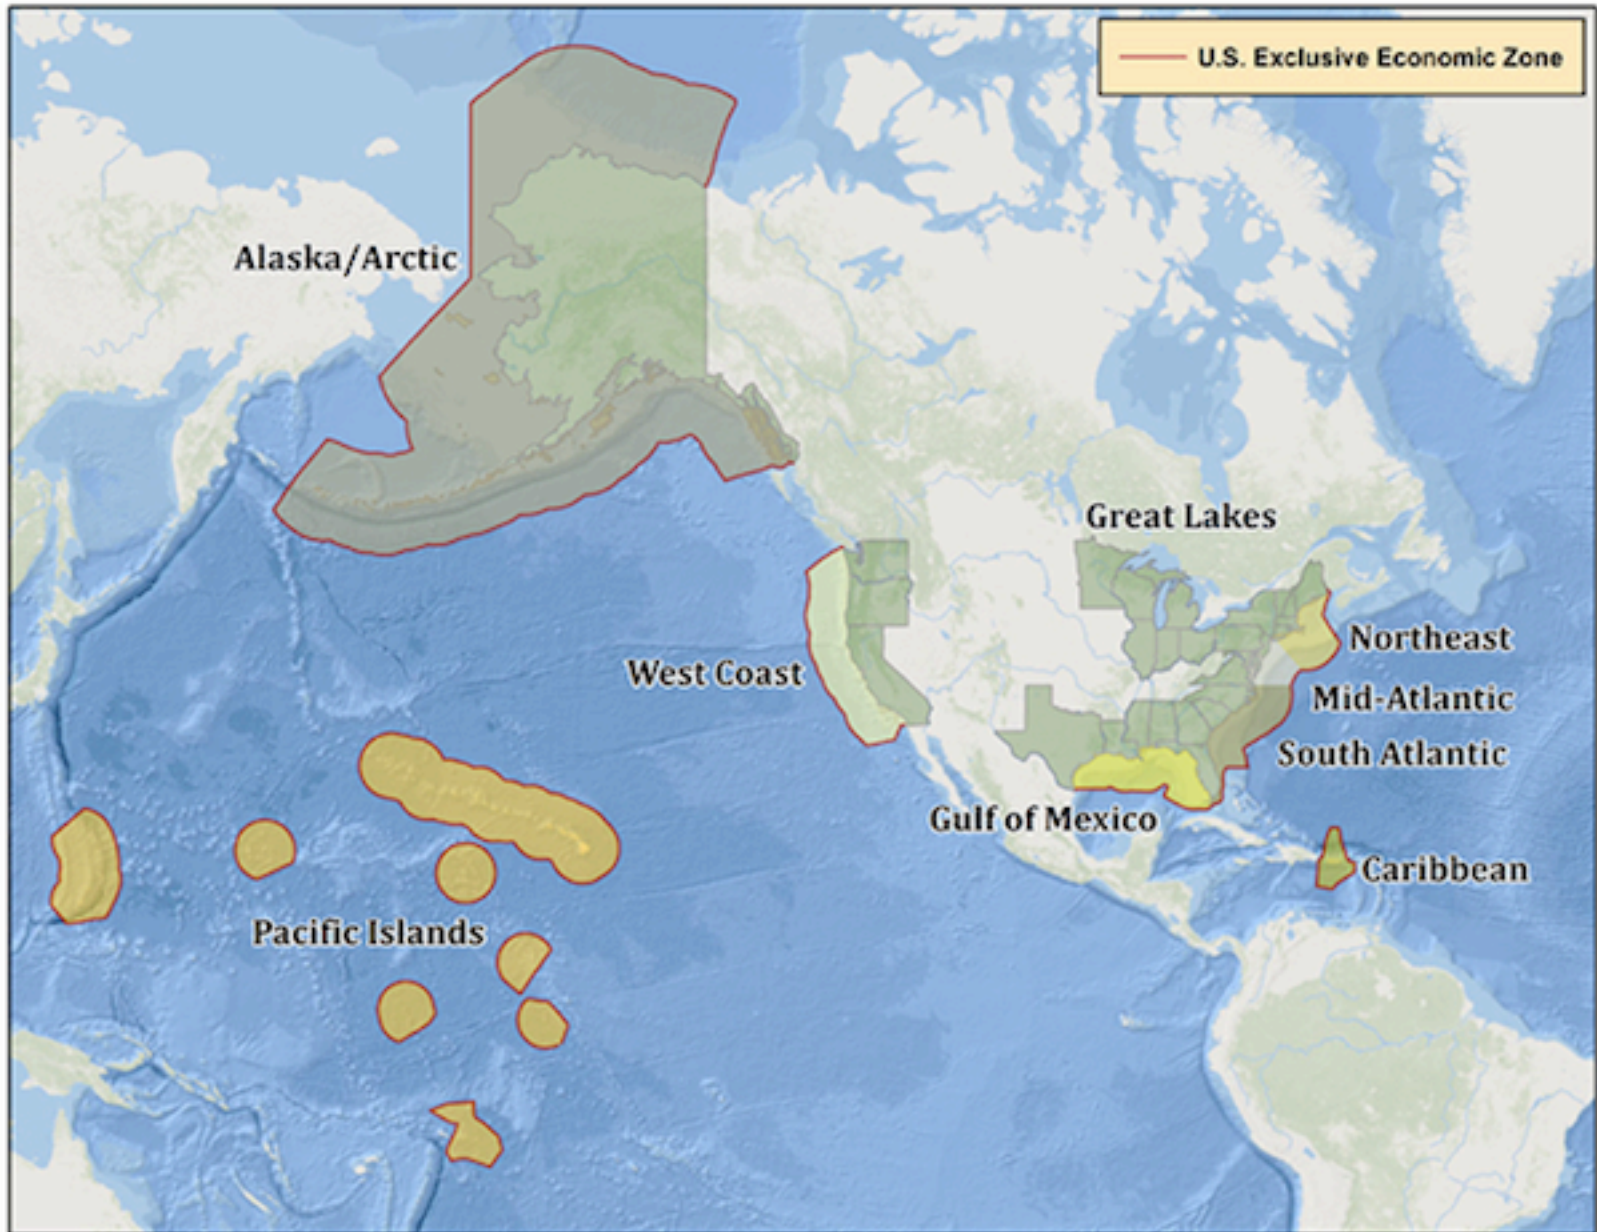 U.S. Exclusive Economic Zone
Alaska/Arctic
Great Lakes
Northeast
West Coast
Mid-Atlantic
South Atlantic
Gulf of Mexico
Caribbean
Pacific Islands